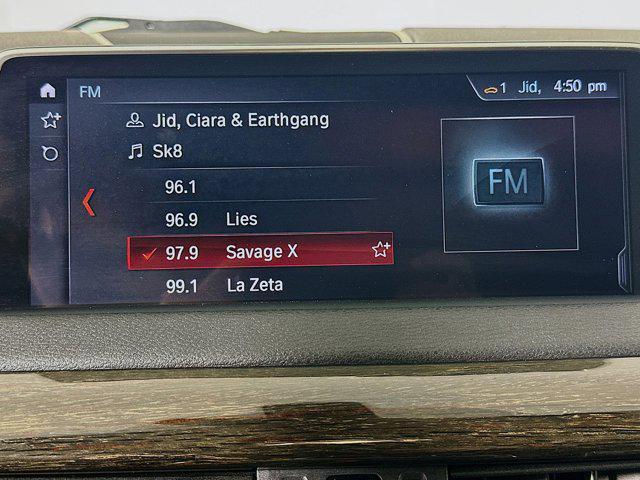 FM 1 Jid, 4:50 pm
Jid, Ciara & Earthgang
Sk8
96.1
FM
96.9 Lies
97.9 Savage X
99.1 La Zeta